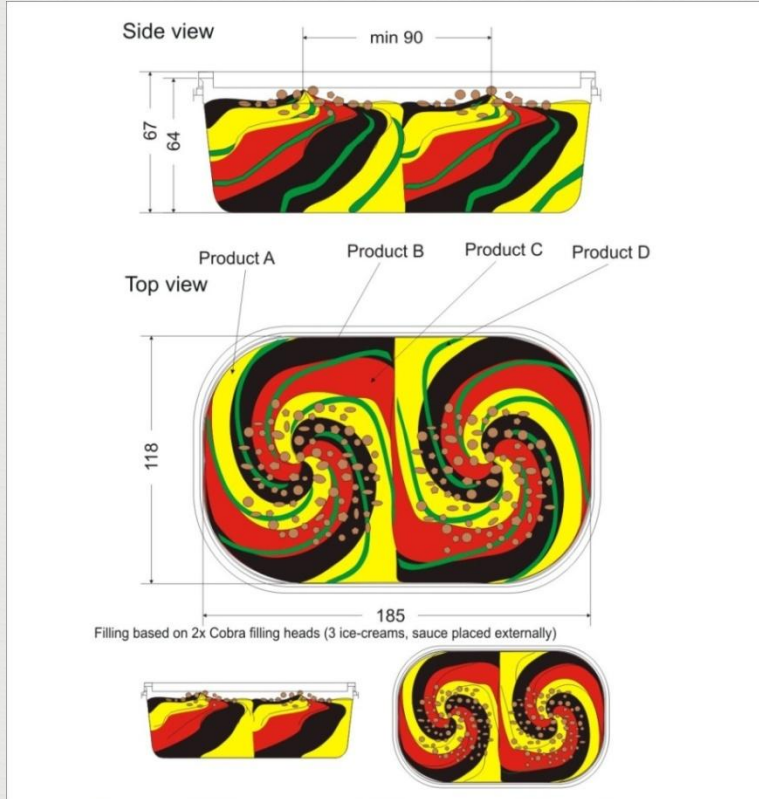 Side view
min 90
67
64
Product A
Product B
Product C
Product D
Top view
118
185
Filling based on 2x Cobra filling heads (3 ice-creams, sauce placed externally)